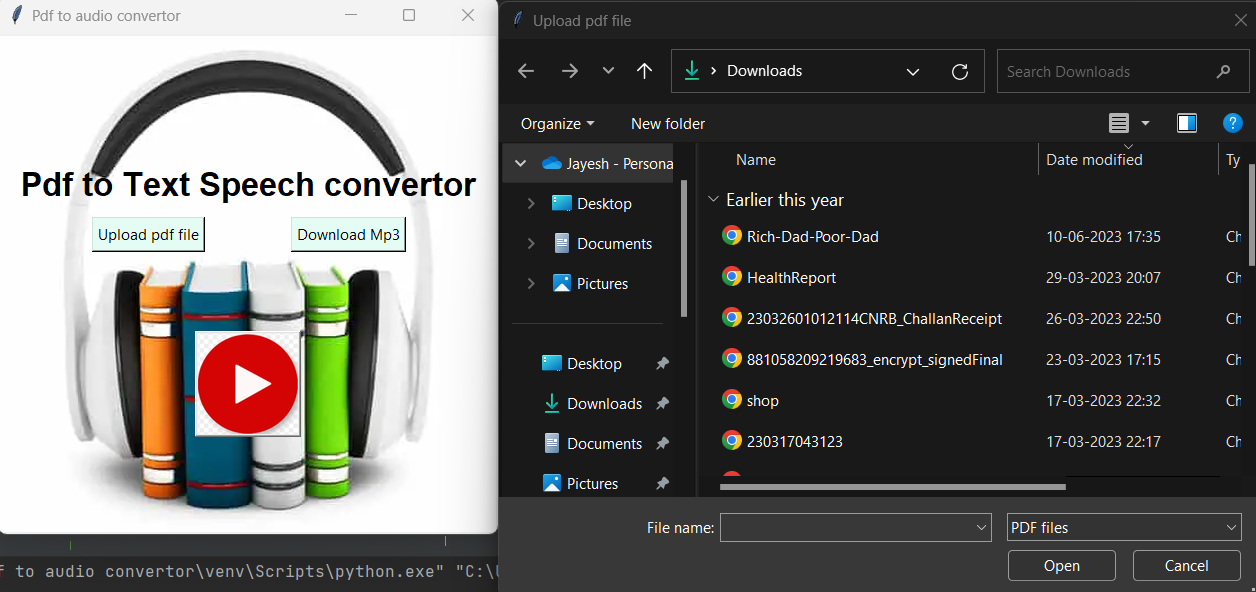 Pdf to audio convertor
Pdf to Text Speech convertor
Upload pdf file
Download Mp3
F to audio convertor\venv\Scripts\python.exe" "C:\U
Upload pdf file
Downloads
Search Downloads
Organize
New folder
?
Jayesh - Persona
Desktop
Documents
Pictures
Desktop
Downloads
Documents
Pictures
Name Date modified Ty
Earlier this year
Rich-Dad-Poor-Dad 10-06-2023 17:35 Ch
HealthReport 29-03-2023 20:07 Ch
23032601012114CNRB_ChallanReceipt 26-03-2023 22:50 Ch
881058209219683_encrypt_signedFinal 23-03-2023 17:15 Ch
shop 17-03-2023 22:32 Ch
230317043123 17-03-2023 22:17 Ch
File name:
PDF files
Open
Cancel